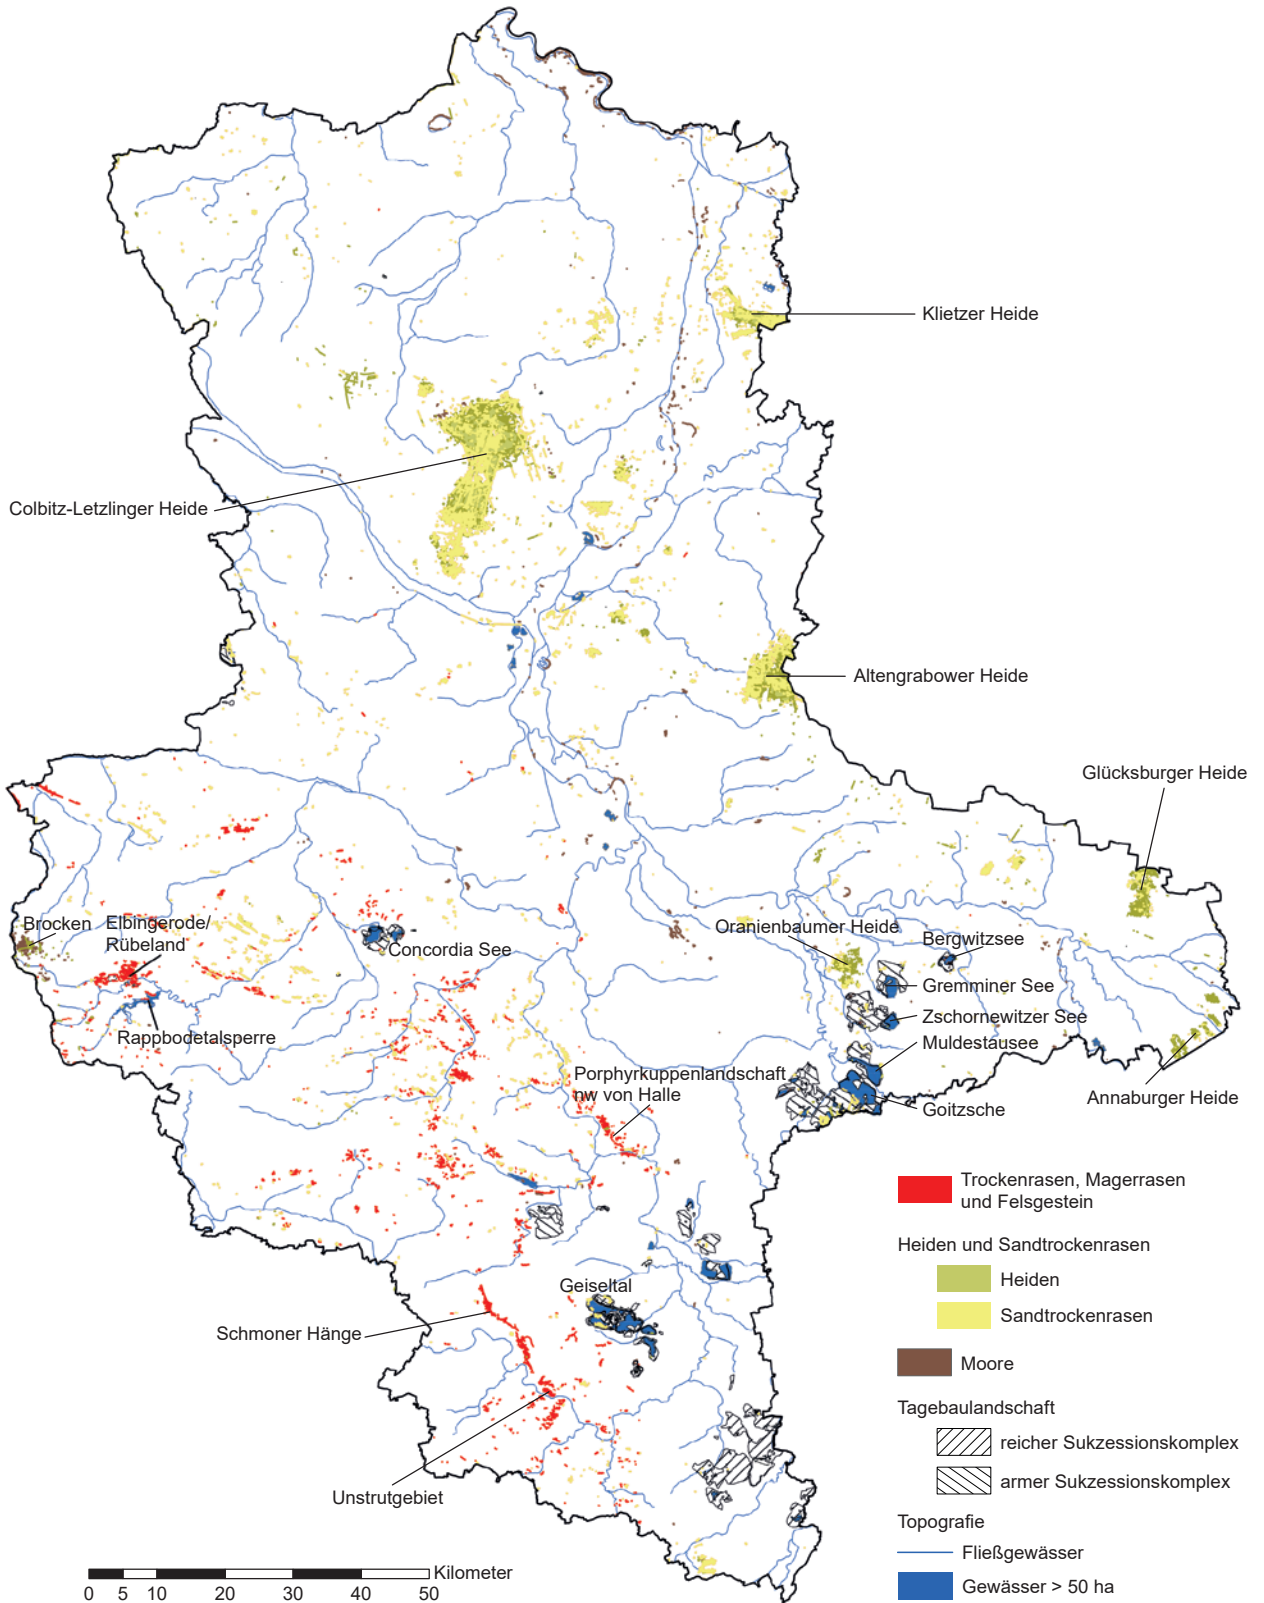 Klietzer Heide
Colbitz-Letzlinger Heide
Altengrabower Heide
Glücksburger Heide
Brocken
Elbingerode/
Rübeland
Concordia See
Oranienbaumer Heide
Bergwitzsee
Gremminer See
Zschornewitzer See
Rappbodetalsperre
Muldestausee
Porphyrkuppenlandschaft
nw von Halle
Goitzsche
Annaburger Heide
Geiseltal
Schmoner Hänge
Unstrutgebiet
Trockenrasen, Magerrasen
und Felsgestein
Heiden und Sandtrockenrasen
Heiden
Sandtrockenrasen
Moore
Tagebaulandschaft
reicher Sukzessionskomplex
armer Sukzessionskomplex
Topografie
Fließgewässer
Gewässer > 50 ha
Kilometer
0 5 10 20 30 40 50